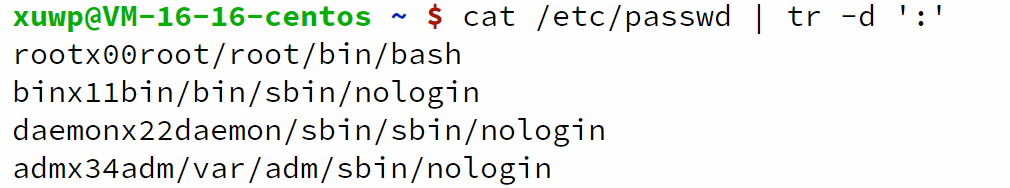 xuwp@VM-16-16-centos ~ $ cat /etc/passwd | tr -d ':'
rootx00root/root/bin/bash
binx11bin/bin/sbin/nologin
daemonx22daemon/sbin/sbin/nologin
admx34adm/var/adm/sbin/nologin